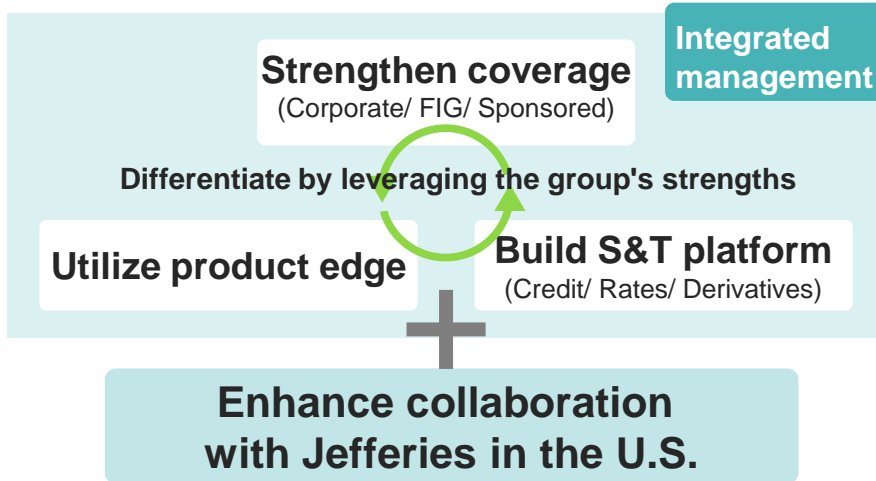 Integrated
management
Strengthen coverage
(Corporate/ FIG/ Sponsored)
Differentiate by leveraging the group's strengths
Utilize product edge
Build S&T platform
(Credit/ Rates/ Derivatives)
Enhance collaboration
with Jefferies in the U.S.